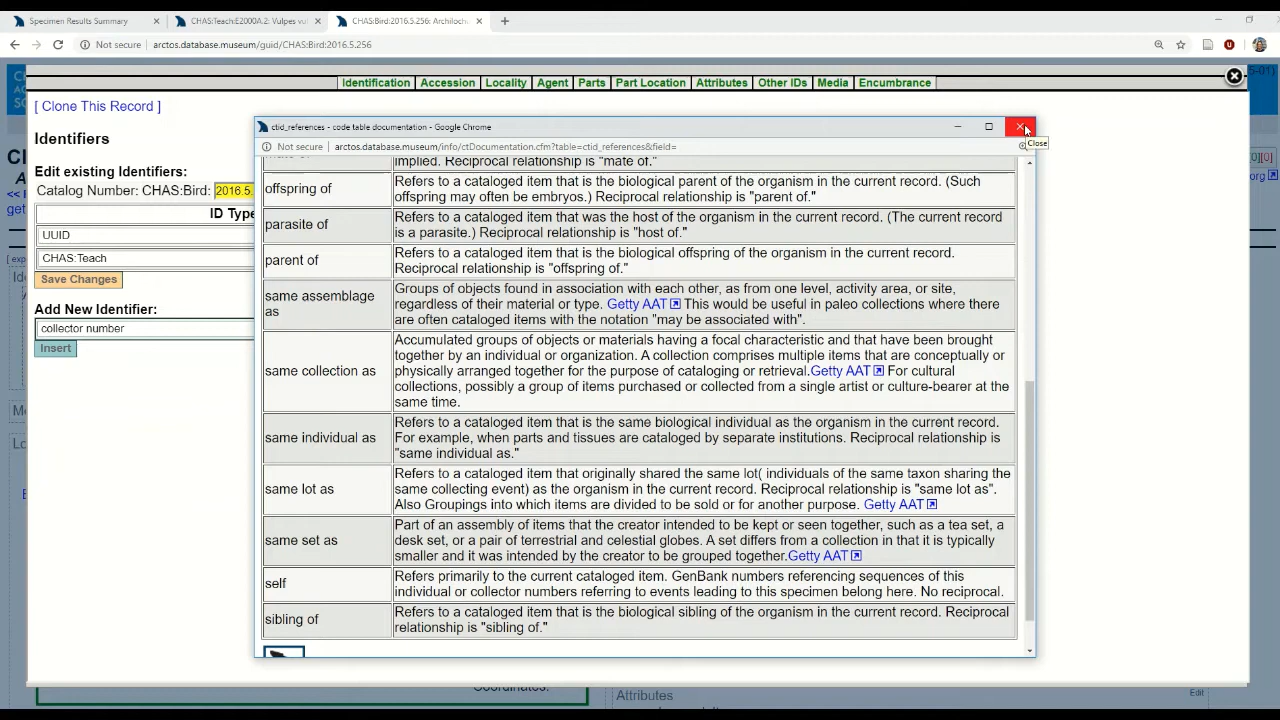 Specimen Results Summary
CHAS:Teach:E2000A.2: Vulpes vu
CHAS:Bird:2016.5.256: Archiloch
Not secure
arctos.database.museum/guid/CHAS:Bird:2016.5.256
Identification
Accession
Locality
Agent
Parts
Part Location
Attributes
Other IDs
Media
Encumbrance
[ Clone This Record ]
Identifiers
Edit existing Identifiers:
Catalog Number: CHAS:Bird: 2016.5.
ID Type
UUID
CHAS:Teach
Save Changes
Add New Identifier:
collector number
Insert
ctid_references - code table documentation - Google Chrome
Close
Not secure
arctos.database.museum/info/ctDocumentation.cfm?table=ctid_references&field=
implied. Reciprocal relationship is "mate of."
offspring of
Refers to a cataloged item that is the biological parent of the organism in the current record. (Such
offspring may often be embryos.) Reciprocal relationship is "parent of."
parasite of
Refers to a cataloged item that was the host of the organism in the current record. (The current record
is a parasite.) Reciprocal relationship is "host of."
parent of
Refers to a cataloged item that is the biological offspring of the organism in the current record.
Reciprocal relationship is "offspring of."
same assemblage
as
Groups of objects found in association with each other, as from one level, activity area, or site,
regardless of their material or type. Getty AAT This would be useful in paleo collections where there
are often cataloged items with the notation "may be associated with".
same collection as
Accumulated groups of objects or materials having a focal characteristic and that have been brought
together by an individual or organization. A collection comprises multiple items that are conceptually or
physically arranged together for the purpose of cataloging or retrieval.Getty AAT For cultural
collections, possibly a group of items purchased or collected from a single artist or culture-bearer at the
same time.
same individual as
Refers to a cataloged item that is the same biological individual as the organism in the current record.
For example, when parts and tissues are cataloged by separate institutions. Reciprocal relationship is
"same individual as."
same lot as
Refers to a cataloged item that originally shared the same lot( individuals of the same taxon sharing the
same collecting event) as the organism in the current record. Reciprocal relationship is "same lot as".
Also Groupings into which items are divided to be sold or for another purpose. Getty AAT
same set as
Part of an assembly of items that the creator intended to be kept or seen together, such as a tea set, a
desk set, or a pair of terrestrial and celestial globes. A set differs from a collection in that it is typically
smaller and it was intended by the creator to be grouped together.Getty AAT
self
Refers primarily to the current cataloged item. GenBank numbers referencing sequences of this
individual or collector numbers referring to events leading to this specimen belong here. No reciprocal.
sibling of
Refers to a cataloged item that is the biological sibling of the organism in the current record. Reciprocal
relationship is "sibling of."
Coordinates:
Attributes
Edit